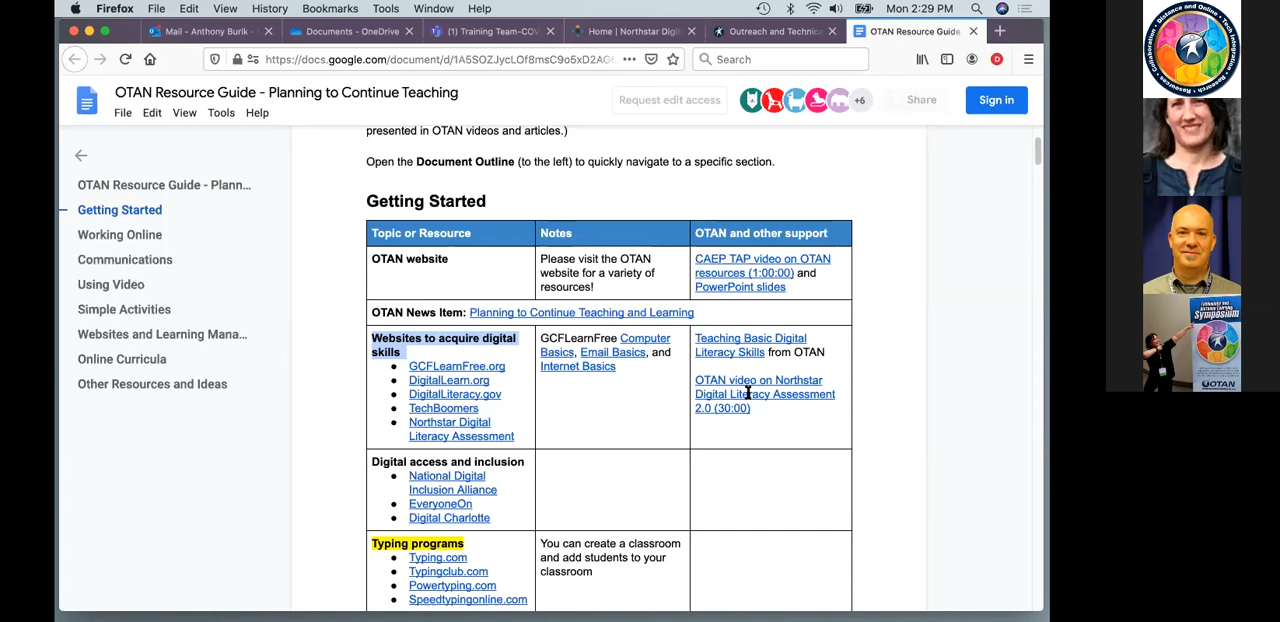 Firefox File Edit View History Bookmarks Tools Window Help Mon 2:29 PM
Mail - Anthony Burik - Documents - OneDrive (1) Training Team-COV Home | Northstar Digi Outreach and Technica OTAN Resource Guide
https://docs.google.com/document/d/1A5SOZJycLOf8msC9o5xD2AG Search
OTAN Resource Guide - Planning to Continue Teaching
File Edit View Tools Help
Request edit access +6 Share Sign in
OTAN Resource Guide - Plann...
Getting Started
Working Online
Communications
Using Video
Simple Activities
Websites and Learning Mana...
Online Curricula
Other Resources and Ideas
presented in OTAN videos and articles.)
Open the Document Outline (to the left) to quickly navigate to a specific section.
Getting Started
Topic or Resource Notes OTAN and other support
OTAN website
Please visit the OTAN
website for a variety of
resources!
CAEP TAP video on OTAN
resources (1:00:00) and
PowerPoint slides
OTAN News Item: Planning to Continue Teaching and Learning
Websites to acquire digital
skills
GCFLearnFree.org
DigitalLearn.org
DigitalLiteracy.gov
TechBoomers
Northstar Digital
Literacy Assessment
GCFLearnFree Computer
Basics, Email Basics, and
Internet Basics
Teaching Basic Digital
Literacy Skills from OTAN
OTAN video on Northstar
Digital Literacy Assessment
2.0 (30:00)
Digital access and inclusion
National Digital
Inclusion Alliance
EveryoneOn
Digital Charlotte
Typing programs
Typing.com
Typingclub.com
Powertyping.com
Speedtypingonline.com
You can create a classroom
and add students to your
classroom
Distance and Online
Tech Integration
Research
Resources
Collaboration
Symposium
OTAN